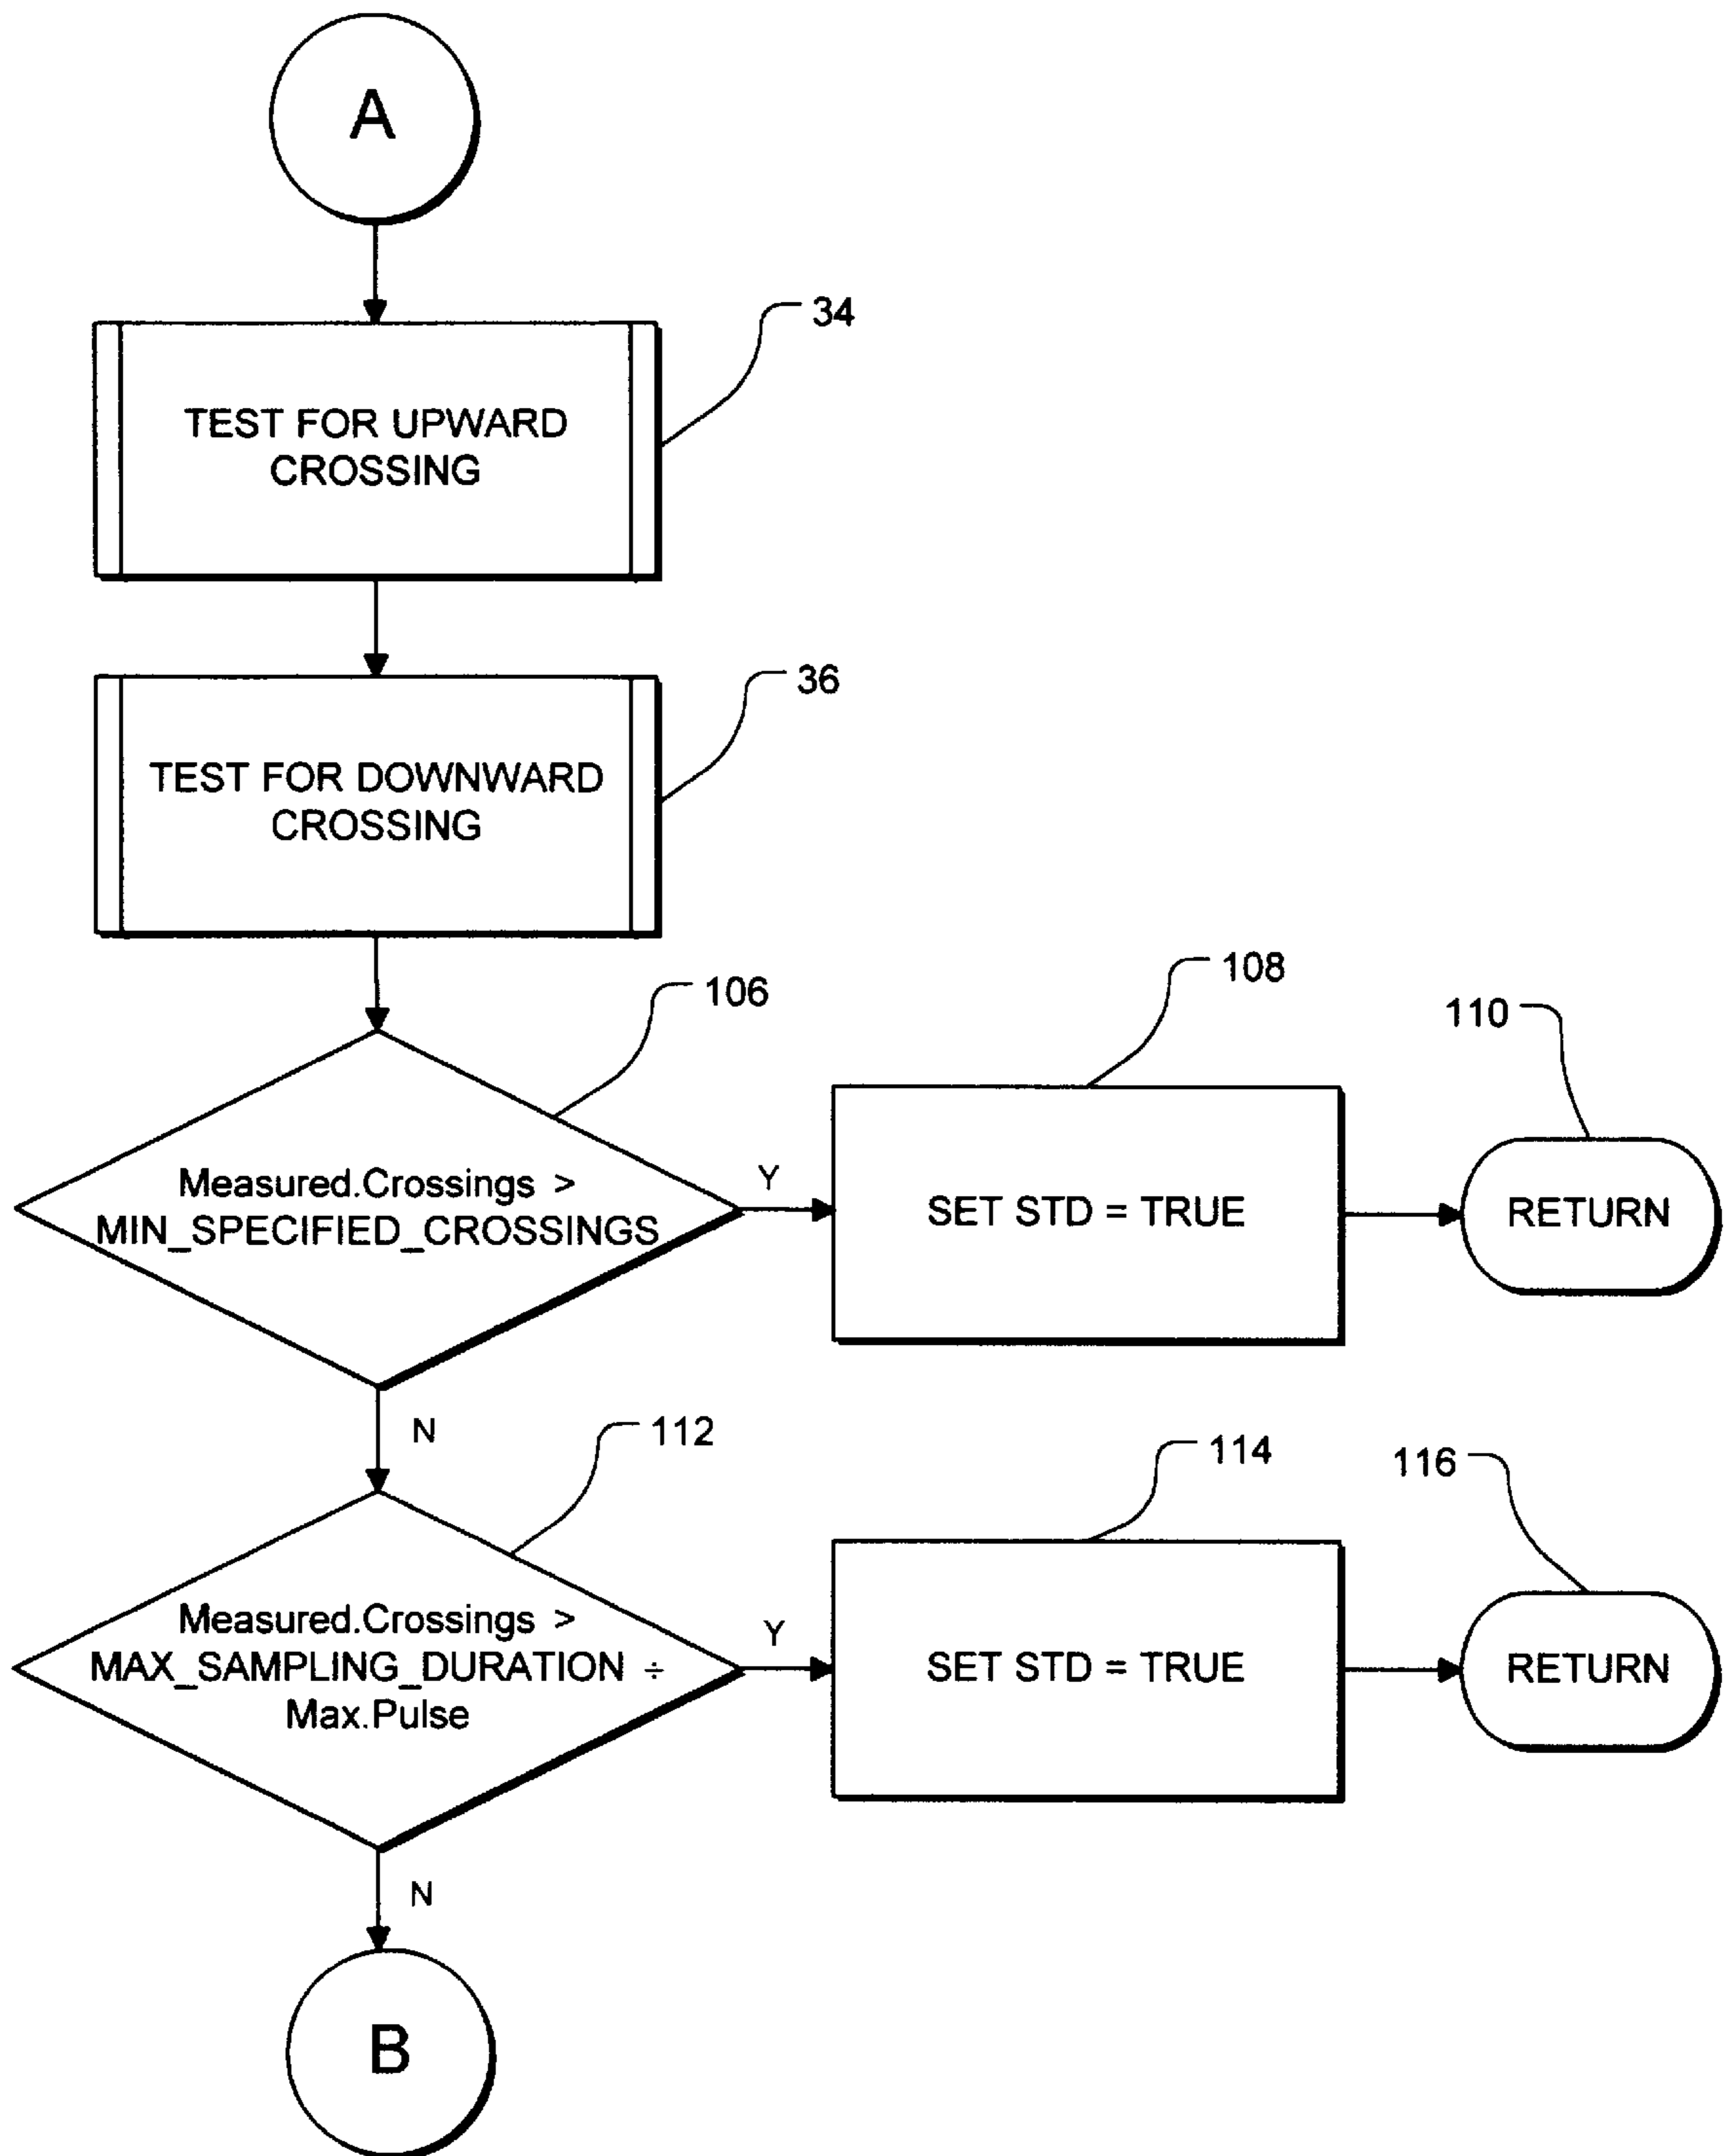 A
34
TEST FOR UPWARD
CROSSING
36
TEST FOR DOWNWARD
CROSSING
106
108
110
Measured.Crossings >
MIN_SPECIFIED_CROSSINGS
Y
SET STD = TRUE
RETURN
N
112
114
116
Measured.Crossings >
MAX_SAMPLING_DURATION ÷
Max.Pulse
Y
SET STD = TRUE
RETURN
N
B